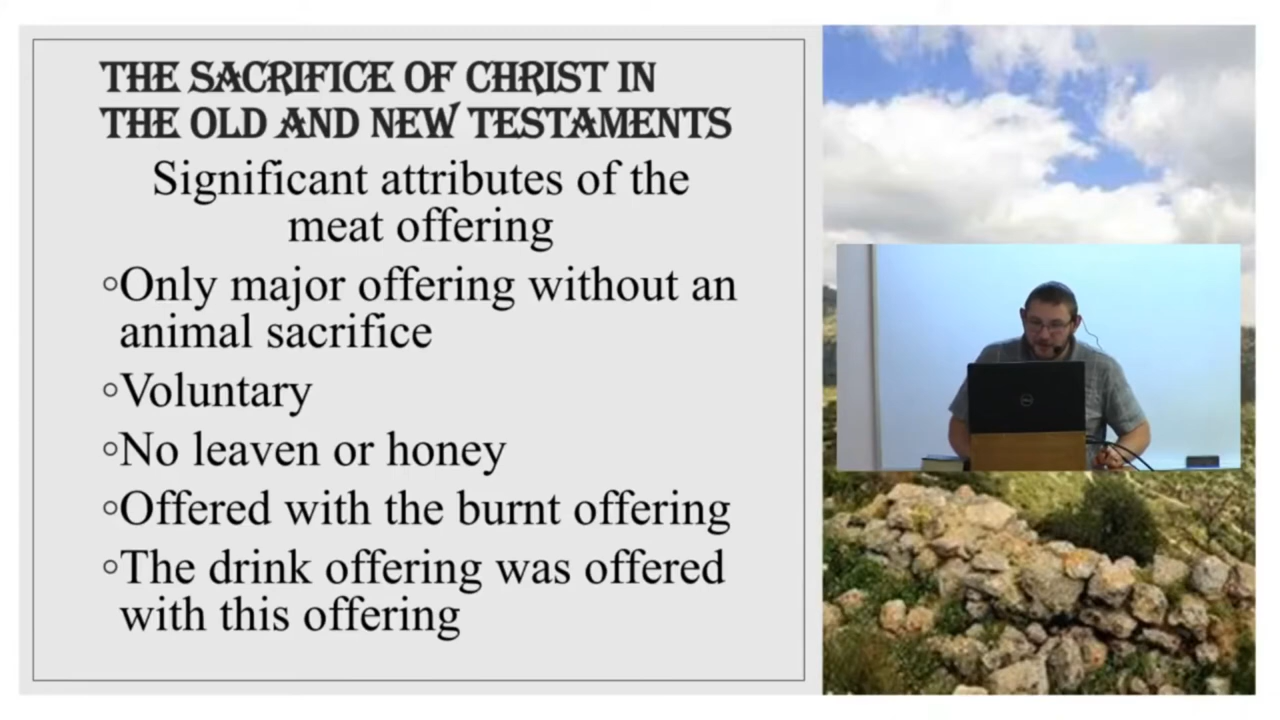 THE SACRIFICE OF CHRIST IN
THE OLD AND NEW TESTAMENTS
Significant attributes of the
meat offering
◦Only major offering without an
animal sacrifice
◦Voluntary
◦No leaven or honey
◦Offered with the burnt offering
◦The drink offering was offered
with this offering
DELL